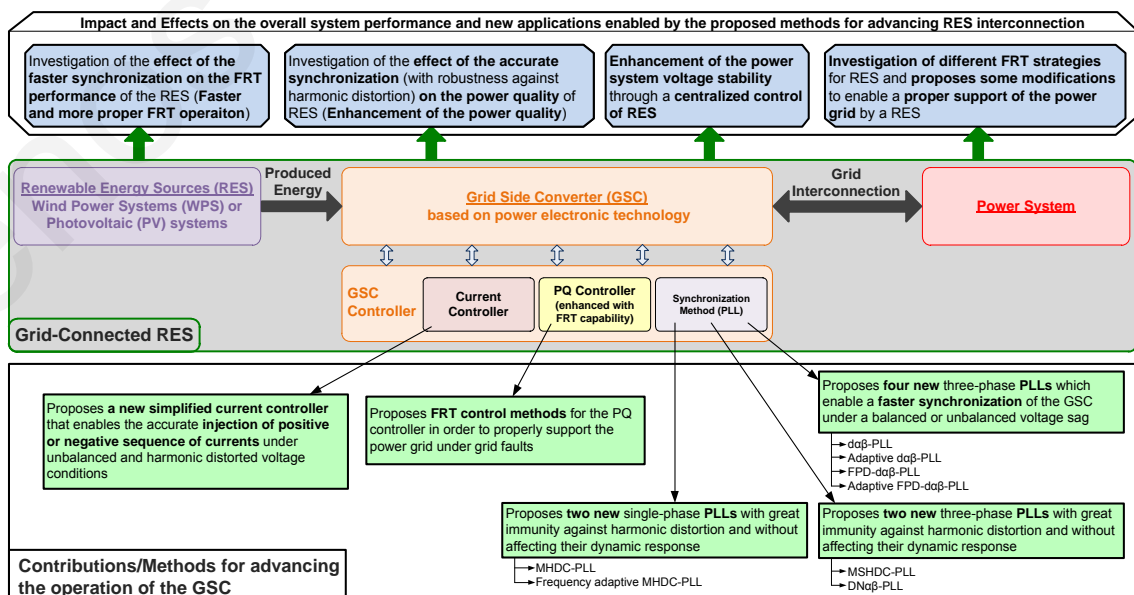 Impact and Effects on the overall system performance and new applications enabled by the proposed methods for advancing RES interconnection
Investigation of the effect of the
faster synchronization on the FRT
performance of the RES (Faster
and more proper FRT operaiton)
Investigation of the effect of the accurate
synchronization (with robustness against
harmonic distortion) on the power quality of
RES (Enhancement of the power quality)
Enhancement of the power
system voltage stability
through a centralized control
of RES
Investigation of different FRT strategies
for RES and proposes some modifications
to enable a proper support of the power
grid by a RES
Renewable Energy Sources (RES)
Wind Power Systems (WPS) or
Photovoltaic (PV) systems
Produced
Energy
Grid Side Converter (GSC)
based on power electronic technology
Grid
Interconnection
Power System
GSC
Controller
Current
Controller
PQ Controller
(enhanced with
FRT capability)
Synchronization
Method (PLL)
Grid-Connected RES
Proposes a new simplified current controller
that enables the accurate injection of positive
or negative sequence of currents under
unbalanced and harmonic distorted voltage
conditions
Proposes FRT control methods for the PQ
controller in order to properly support the
power grid under grid faults
Proposes four new three-phase PLLs which
enable a faster synchronization of the GSC
under a balanced or unbalanced voltage sag
dαβ-PLL
Adaptive dαβ-PLL
FPD-dαβ-PLL
Adaptive FPD-dαβ-PLL
Proposes two new single-phase PLLs with great
immunity against harmonic distortion and without
affecting their dynamic response
MHDC-PLL
Frequency adaptive MHDC-PLL
Proposes two new three-phase PLLs with great
immunity against harmonic distortion and without
affecting their dynamic response
MSHDC-PLL
DNαβ-PLL
Contributions/Methods for advancing
the operation of the GSC